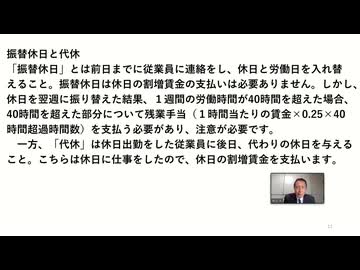 振替休日と代休
「振替休日」とは前日までに従業員に連絡をし、休日と労働日を入れ替
えること。振替休日は休日の割増賃金の支払いは必要ありません。しかし、
休日を翌週に振り替えた結果、１週間の労働時間が40時間を超えた場合、
40時間を超えた部分について残業手当（１時間当たりの賃金×0.25×40
時間超過時間数）を支払う必要があり、注意が必要です。
　一方、「代休」は休日出勤をした従業員に後日、代わりの休日を与える
こと。こちらは休日に仕事をしたので、休日の割増賃金を支払います。